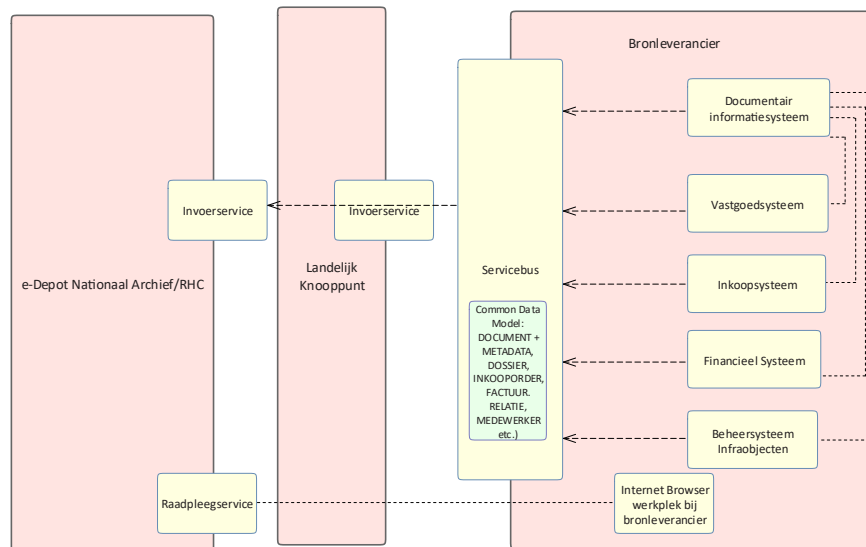 Bronleverancier
Documentair
informatiesysteem
Invoerservice
Invoerservice
Vastgoedsysteem
e-Depot Nationaal Archief/RHC
Landelijk
Knooppunt
Servicebus
Inkoopsysteem
Common Data
Model:
DOCUMENT +
METADATA,
DOSSIER,
INKOOPORDER,
FACTUUR.
RELATIE,
MEDEWERKER
etc.)
Financieel Systeem
Beheersysteem
Infraobjecten
Raadpleegservice
Internet Browser
werkplek bij
bronleverancier